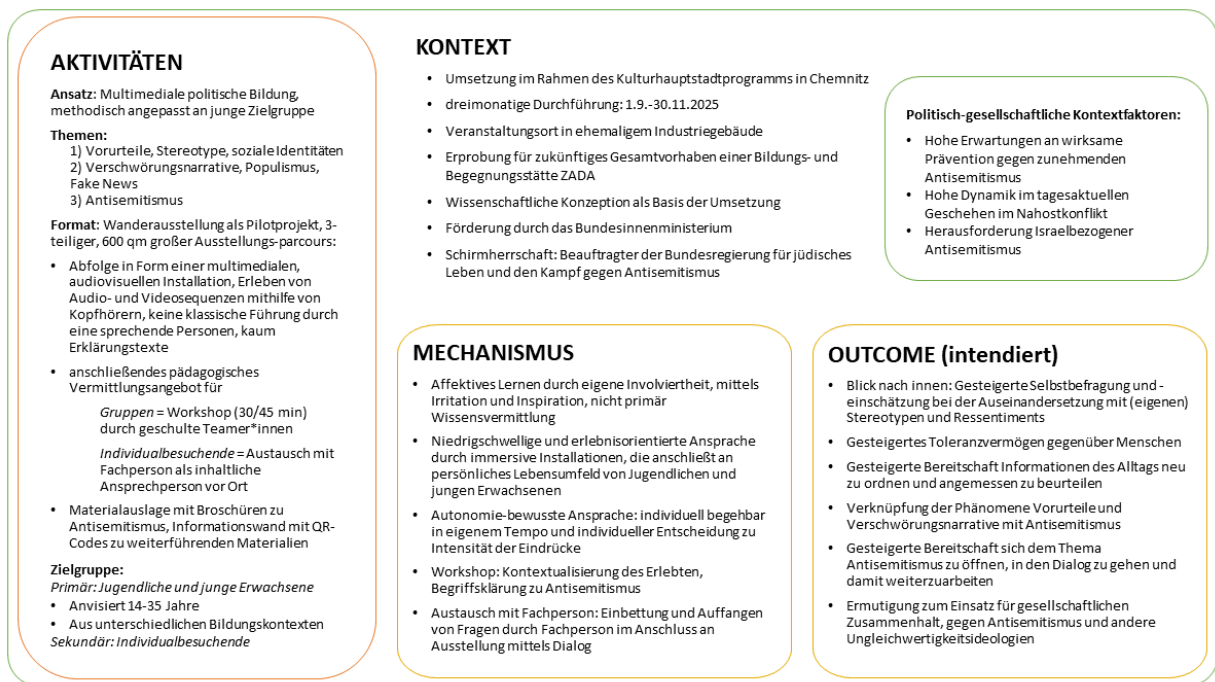 AKTIVITÄTEN
Ansatz: Multimediale politische Bildung,
methodisch angepasst an junge Zielgruppe
Themen:
1) Vorurteile, Stereotype, soziale Identitäten
2) Verschwörungsnarrative, Populismus,
Fake News
3) Antisemitismus
Format: Wanderausstellung als Pilotprojekt, 3-
teiliger, 600 qm großer Ausstellungs-parcours:
• Abfolge in Form einer multimedialen,
audiovisuellen Installation, Erleben von
Audio- und Videosequenzen mithilfe von
Kopfhörern, keine klassische Führung durch
eine sprechende Personen, kaum
Erklärungstexte
• anschließendes pädagogisches
Vermittlungsangebot für
Gruppen = Workshop (30/45 min)
durch geschulte Teamer*innen
Individualbesuchende = Austausch mit
Fachperson als inhaltliche
Ansprechperson vor Ort
• Materialauslage mit Broschüren zu
Antisemitismus, Informationswand mit QR-
Codes zu weiterführenden Materialien
Zielgruppe:
Primär: Jugendliche und junge Erwachsene
• Anvisiert 14-35 Jahre
• Aus unterschiedlichen Bildungskontexten
Sekundär: Individualbesuchende
KONTEXT
• Umsetzung im Rahmen des Kulturhauptstadtprogramms in Chemnitz
• dreimonatige Durchführung: 1.9.-30.11.2025
• Veranstaltungsort in ehemaligem Industriegebäude
• Erprobung für zukünftiges Gesamtvorhaben einer Bildungs- und
Begegnungsstätte ZADA
• Wissenschaftliche Konzeption als Basis der Umsetzung
• Förderung durch das Bundesinnenministerium
• Schirmherrschaft: Beauftragter der Bundesregierung für jüdisches
Leben und den Kampf gegen Antisemitismus
Politisch-gesellschaftliche Kontextfaktoren:
• Hohe Erwartungen an wirksame
Prävention gegen zunehmenden
Antisemitismus
• Hohe Dynamik im tagesaktuellen
Geschehen im Nahostkonflikt
• Herausforderung Israelbezogener
Antisemitismus
MECHANISMUS
• Affektives Lernen durch eigene Involviertheit, mittels
Irritation und Inspiration, nicht primär
Wissensvermittlung
• Niedrigschwellige und erlebnisorientierte Ansprache
durch immersive Installationen, die anschließt an
persönliches Lebensumfeld von Jugendlichen und
jungen Erwachsenen
• Autonomie-bewusste Ansprache: individuell begehbar
in eigenem Tempo und individueller Entscheidung zu
Intensität der Eindrücke
• Workshop: Kontextualisierung des Erlebten,
Begriffsklärung zu Antisemitismus
• Austausch mit Fachperson: Einbettung und Auffangen
von Fragen durch Fachperson im Anschluss an
Ausstellung mittels Dialog
OUTCOME (intendiert)
• Blick nach innen: Gesteigerte Selbstbefragung und -
einschätzung bei der Auseinandersetzung mit (eigenen)
Stereotypen und Ressentiments
• Gesteigertes Toleranzvermögen gegenüber Menschen
• Gesteigerte Bereitschaft Informationen des Alltags neu
zu ordnen und angemessen zu beurteilen
• Verknüpfung der Phänomene Vorurteile und
Verschwörungsnarrative mit Antisemitismus
• Gesteigerte Bereitschaft sich dem Thema
Antisemitismus zu öffnen, in den Dialog zu gehen und
damit weiterzuarbeiten
• Ermutigung zum Einsatz für gesellschaftlichen
Zusammenhalt, gegen Antisemitismus und andere
Ungleichwertigkeitsideologien